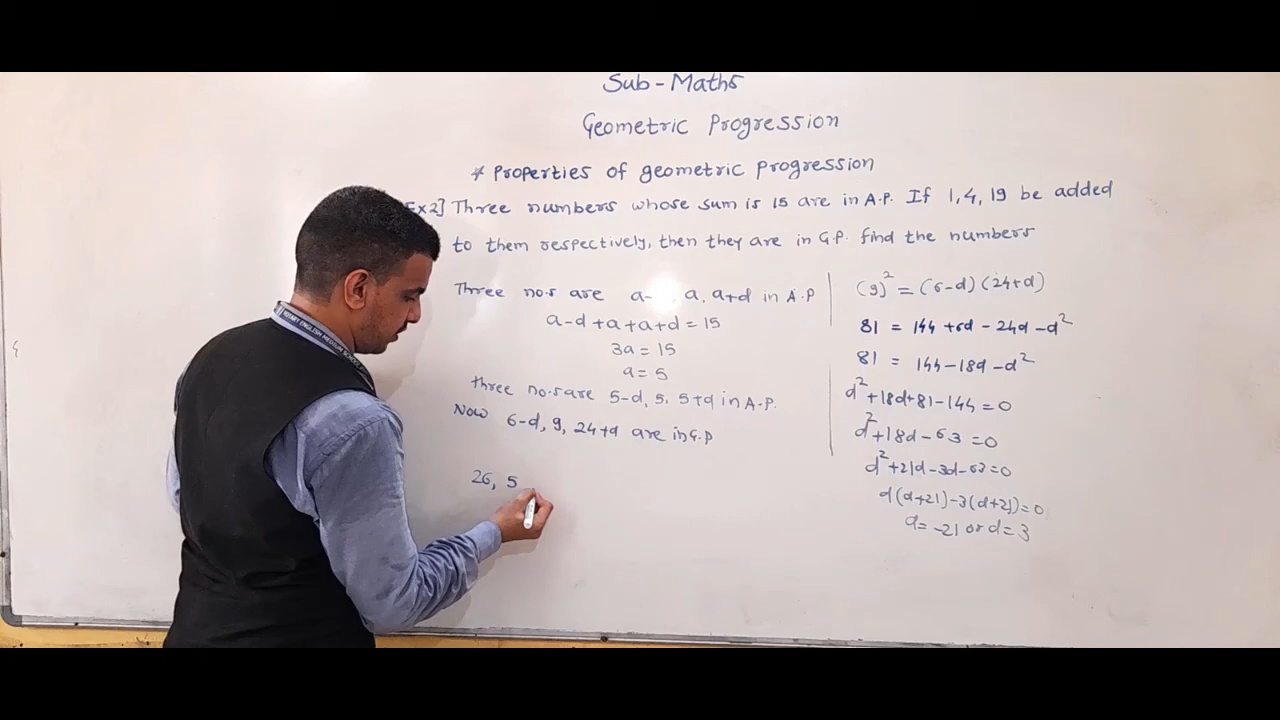 Sub - Maths
Geometric Progression
* Properties of geometric progression
Ex2] Three numbers whose sum is 15 are in A.P. If 1, 4, 19 be added
to them respectively, then they are in G.P. find the numbers
Three no.s are a- , a, a+d in A.P
a-d+a+a+d=15
3a=15
a=5
three no.s are 5-d, 5, 5+d in A.P.
Now 6-d, 9, 24+d are in G.P
26, 5
(9)² = (6-d) (24+d)
81 = 144 + 6d - 24d - d²
81 = 144-18d-d²
d²+18d+81-144=0
d²+18d-63=0
d²+21d-3d-63=0
d(d+21)-3(d+21)=0
d=-21 or d=3